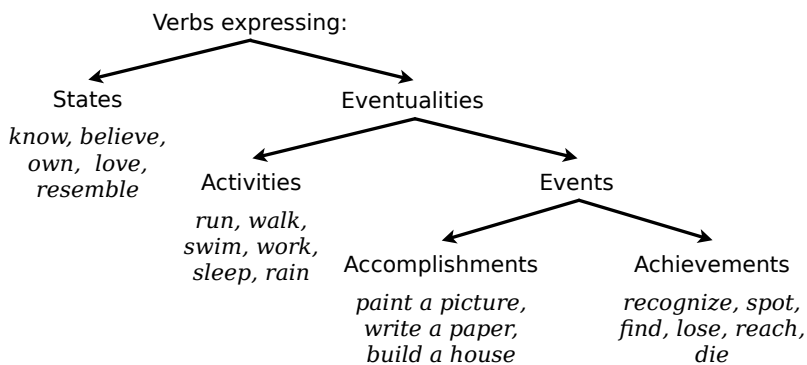 Verbs expressing:
States
Eventualities
know, believe,
own, love,
resemble
Activities
Events
run, walk,
swim, work,
sleep, rain
Accomplishments
Achievements
paint a picture,
write a paper,
build a house
recognize, spot,
find, lose, reach,
die